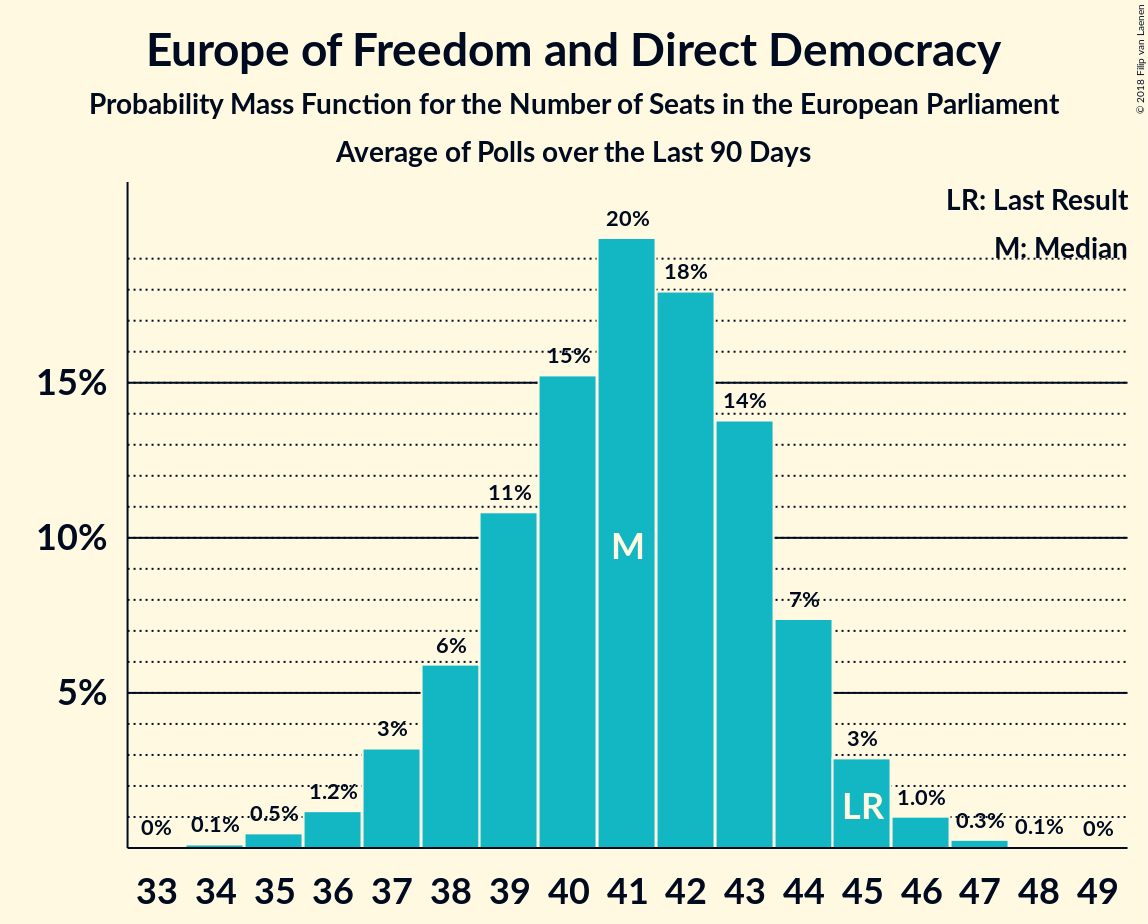 Europe of Freedom and Direct Democracy
Probability Mass Function for the Number of Seats in the European Parliament
Average of Polls over the Last 90 Days
© 2018 Filip van Laenen
LR: Last Result
M: Median
20%
18%
15%
15%
14%
11%
10%
M
7%
6%
5%
3%
3%
LR
1.2%
1.0%
0.5%
0.3%
0% 0.1% 0.1% 0%
33 34 35 36 37 38 39 40 41 42 43 44 45 46 47 48 49